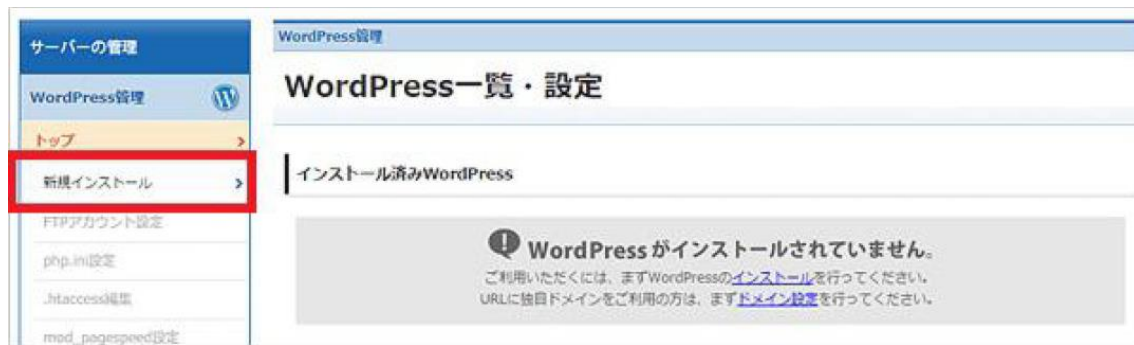 サーバーの管理
WordPress管理
トップ
新規インストール
FTPアカウント設定
php.ini設定
.htaccess編集
mod_pagespeed設定
WordPress管理
WordPress一覧・設定
インストール済みWordPress
WordPressがインストールされていません。
ご利用いただくには、まずWordPressのインストールを行ってください。
URLに独自ドメインをご利用の方は、まずドメイン設定を行ってください。